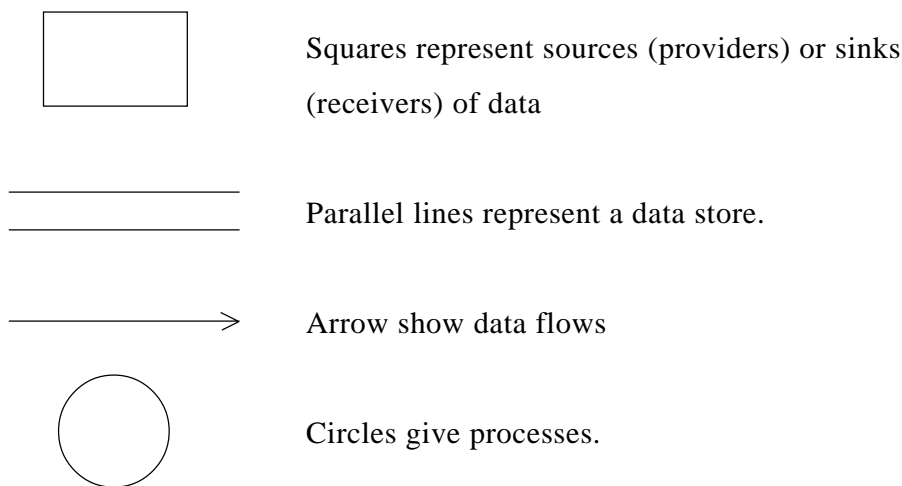 Squares represent sources (providers) or sinks
(receivers) of data
Parallel lines represent a data store.
Arrow show data flows
Circles give processes.